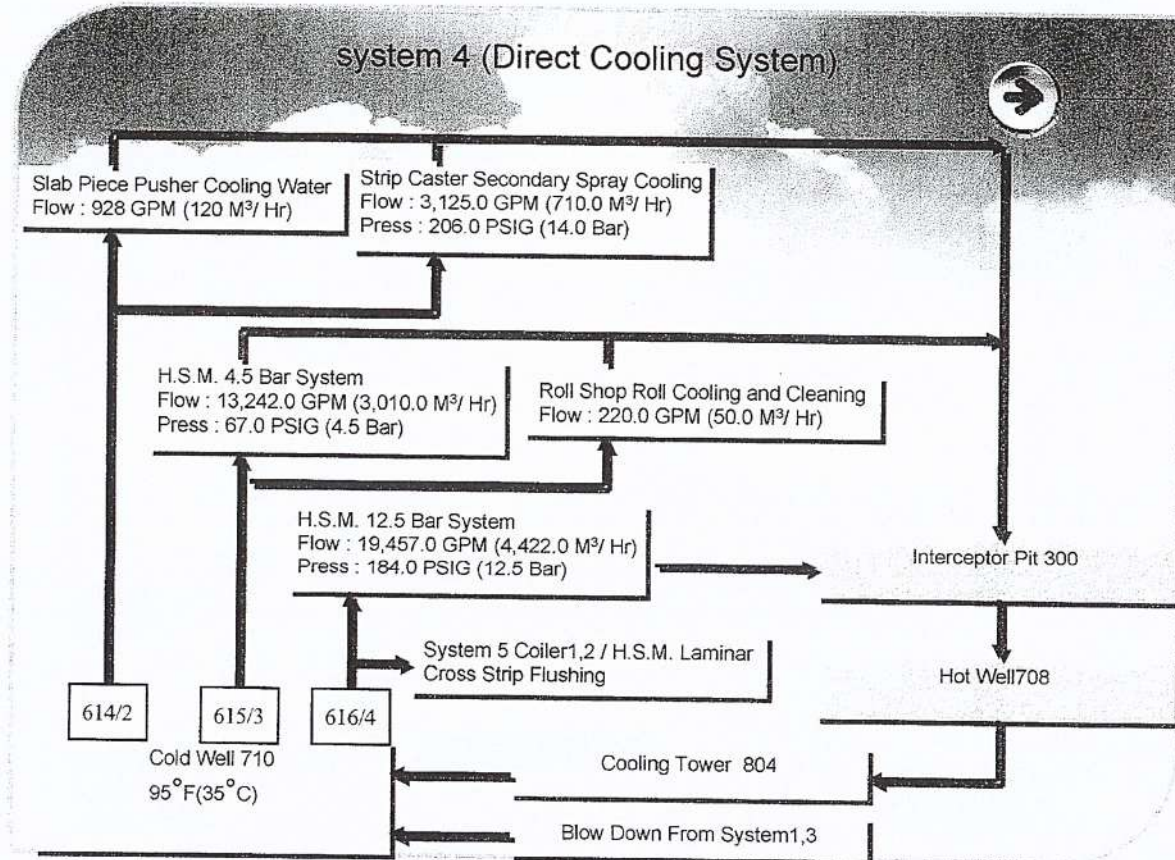 system 4 (Direct Cooling System)
Slab Piece Pusher Cooling Water
Flow : 928 GPM (120 M³/ Hr)
Strip Caster Secondary Spray Cooling
Flow : 3,125.0 GPM (710.0 M³/ Hr)
Press : 206.0 PSIG (14.0 Bar)
H.S.M. 4.5 Bar System
Flow : 13,242.0 GPM (3,010.0 M³/ Hr)
Press : 67.0 PSIG (4.5 Bar)
Roll Shop Roll Cooling and Cleaning
Flow : 220.0 GPM (50.0 M³/ Hr)
H.S.M. 12.5 Bar System
Flow : 19,457.0 GPM (4,422.0 M³/ Hr)
Press : 184.0 PSIG (12.5 Bar)
Interceptor Pit 300
System 5 Coiler1,2 / H.S.M. Laminar
Cross Strip Flushing
Hot Well708
614/2
615/3
616/4
Cold Well 710
95°F(35°C)
Cooling Tower 804
Blow Down From System1,3